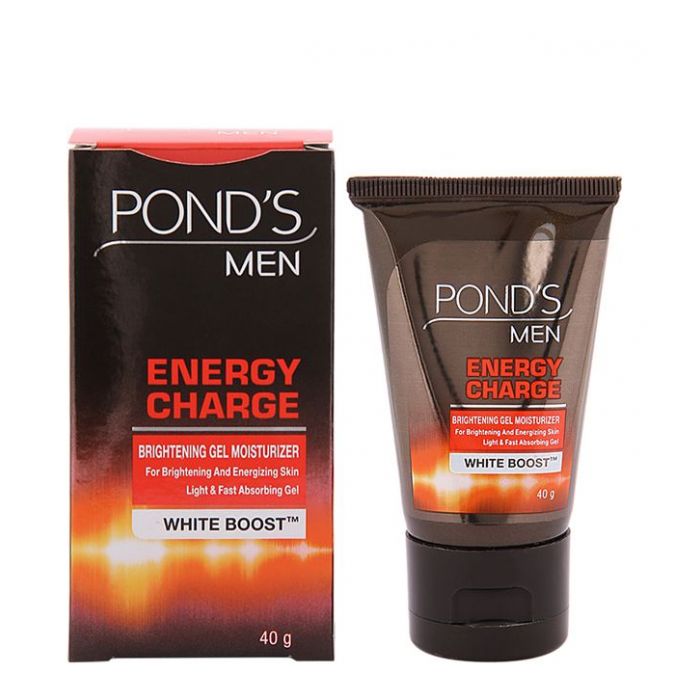 MEN
POND'S
MEN
ENERGY
CHARGE
BRIGHTENING GEL MOISTURIZER
For Brightening And Energizing Skin
Light & Fast Absorbing Gel
WHITE BOOST™
40 g
POND'S
MEN
ENERGY
CHARGE
BRIGHTENING GEL MOISTURIZER
For Brightening And Energizing Skin
Light & Fast Absorbing Gel
WHITE BOOST™
40 g